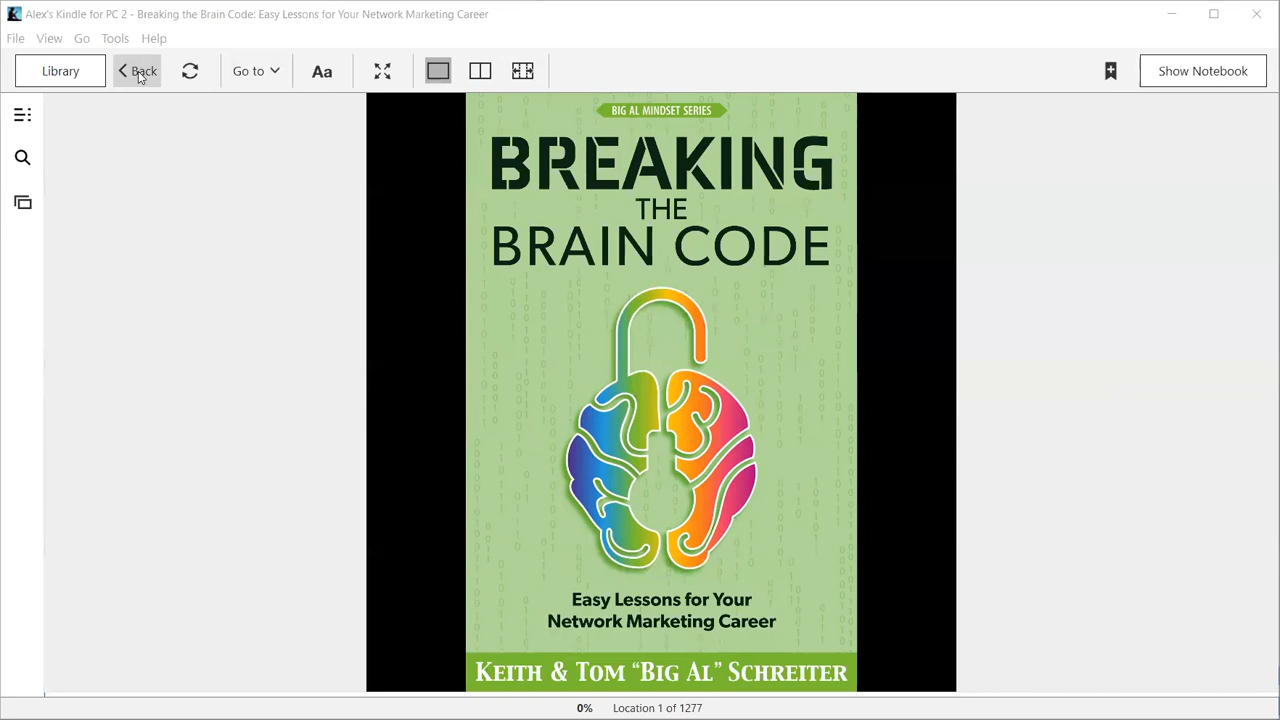 Alex's Kindle for PC 2 - Breaking the Brain Code: Easy Lessons for Your Network Marketing Career
File View Go Tools Help
Library Back Go to Aa Show Notebook
BIG AL MINDSET SERIES
BREAKING
THE
BRAIN CODE
Easy Lessons for Your
Network Marketing Career
KEITH & TOM “BIG AL” SCHREITER
0% Location 1 of 1277